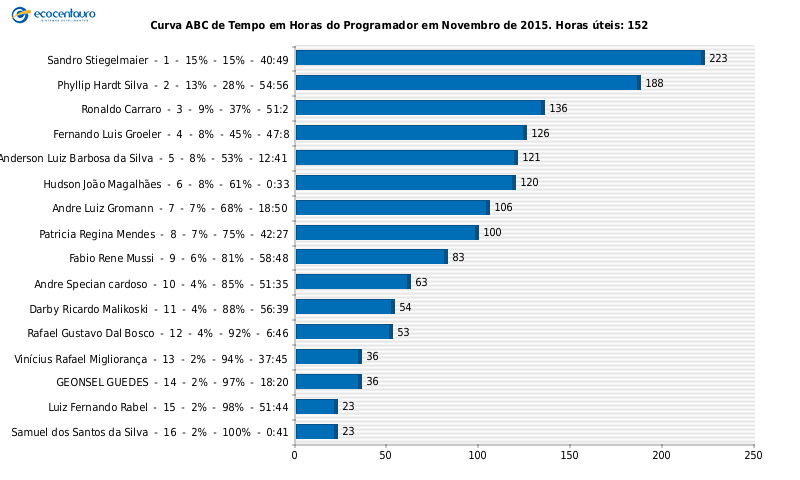 ecocentauro
Curva ABC de Tempo em Horas do Programador em Novembro de 2015. Horas úteis: 152
Sandro Stiegelmaier - 1 - 15% - 15% - 40:49 223
Phyllip Hardt Silva - 2 - 13% - 28% - 54:56 188
Ronaldo Carraro - 3 - 9% - 37% - 51:2 136
Fernando Luis Groeler - 4 - 8% - 45% - 47:8 126
Anderson Luiz Barbosa da Silva - 5 - 8% - 53% - 12:41 121
Hudson João Magalhães - 6 - 8% - 61% - 0:33 120
Andre Luiz Gromann - 7 - 7% - 68% - 18:50 106
Patricia Regina Mendes - 8 - 7% - 75% - 42:27 100
Fabio Rene Mussi - 9 - 6% - 81% - 58:48 83
Andre Specian cardoso - 10 - 4% - 85% - 51:35 63
Darby Ricardo Malikoski - 11 - 4% - 88% - 56:39 54
Rafael Gustavo Dal Bosco - 12 - 4% - 92% - 6:46 53
Vinícius Rafael Migliorança - 13 - 2% - 94% - 37:45 36
GEONSEL GUEDES - 14 - 2% - 97% - 18:20 36
Luiz Fernando Rabel - 15 - 2% - 98% - 51:44 23
Samuel dos Santos da Silva - 16 - 2% - 100% - 0:41 23
0 50 100 150 200 250